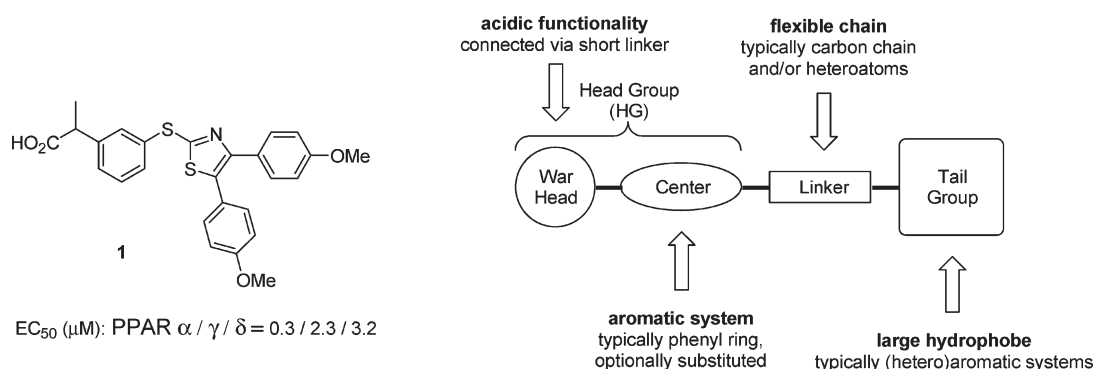 HO2C
S
N
S
OMe
OMe
1
EC50 (μM): PPAR α / γ / δ = 0.3 / 2.3 / 3.2
acidic functionality
connected via short linker
flexible chain
typically carbon chain
and/or heteroatoms
Head Group
(HG)
War
Head
Center
Linker
Tail
Group
aromatic system
typically phenyl ring,
optionally substituted
large hydrophobe
typically (hetero)aromatic systems